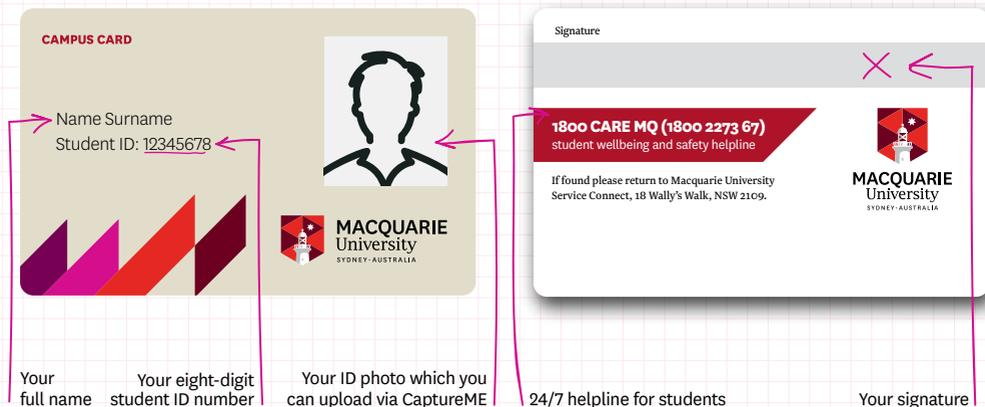 CAMPUS CARD
Name Surname
Student ID: 12345678
MACQUARIE
University
SYDNEY·AUSTRALIA
Signature
1800 CARE MQ (1800 2273 67)
student wellbeing and safety helpline
If found please return to Macquarie University
Service Connect, 18 Wally's Walk, NSW 2109.
MACQUARIE
University
SYDNEY·AUSTRALIA
Your
full name
Your eight-digit
student ID number
Your ID photo which you
can upload via CaptureME
24/7 helpline for students
Your signature